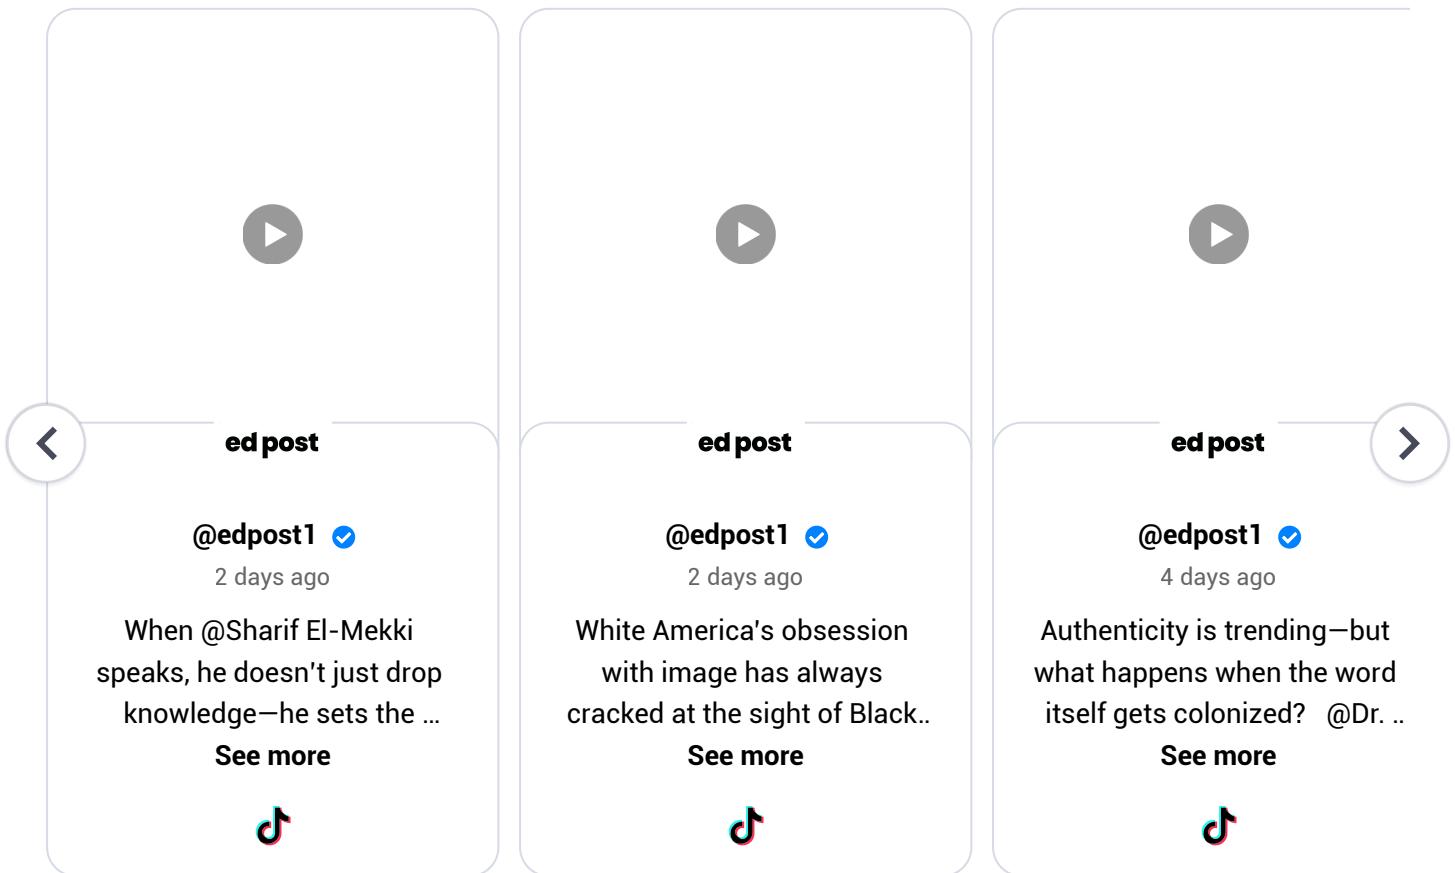 ed post
@edpost1
2 days ago
When @Sharif El-Mekki
speaks, he doesn't just drop
knowledge—he sets the ...
See more
ed post
@edpost1
2 days ago
White America's obsession
with image has always
cracked at the sight of Black..
See more
ed post
@edpost1
4 days ago
Authenticity is trending—but
what happens when the word
itself gets colonized? @Dr. ..
See more